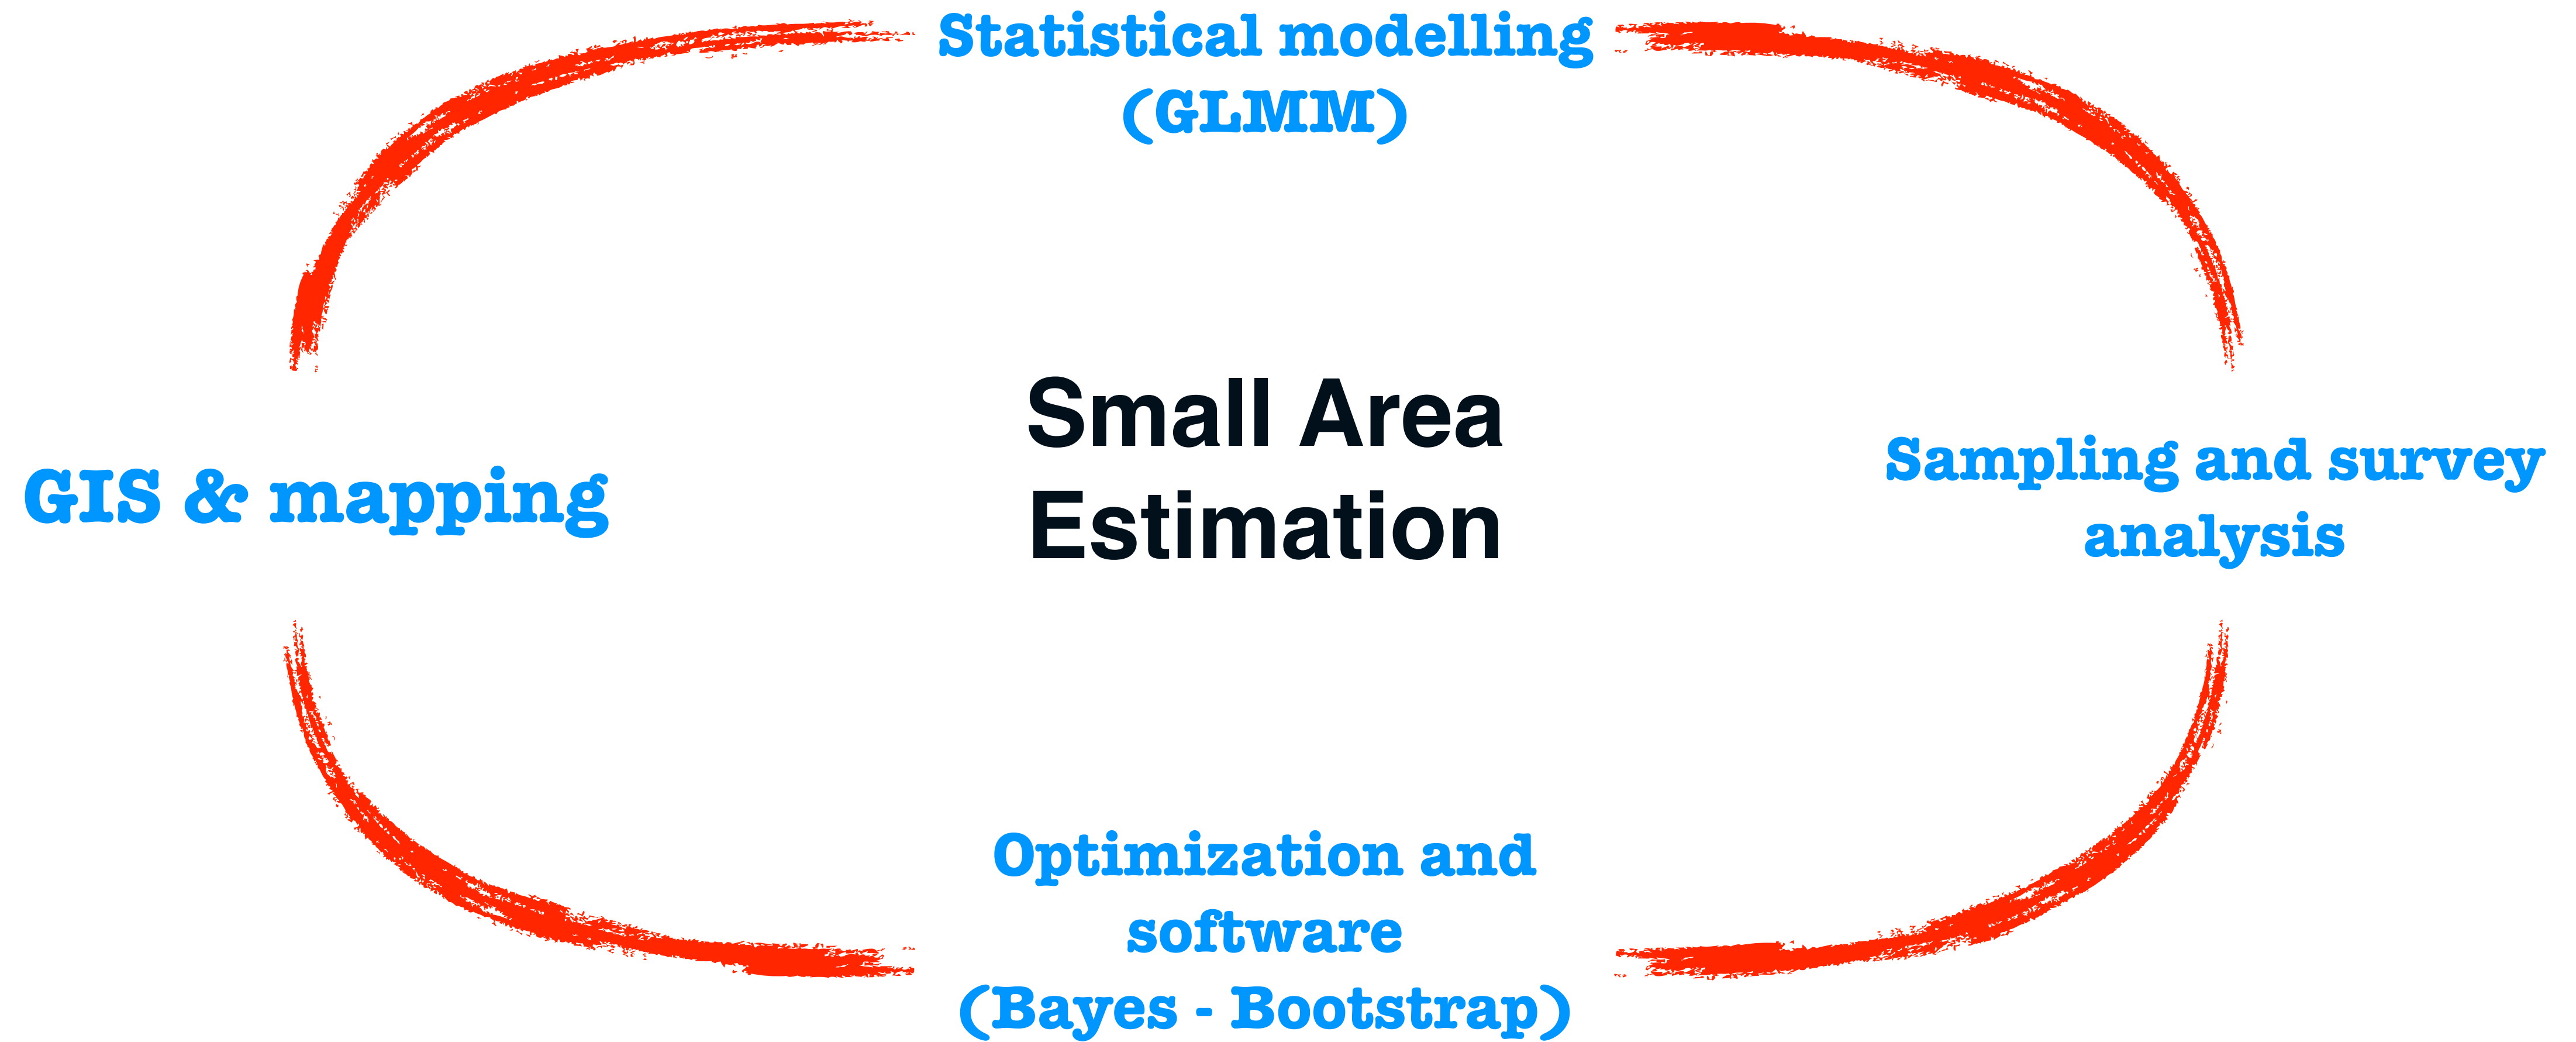 Statistical modelling
(GLMM)
Small Area
Estimation
GIS & mapping
Sampling and survey
analysis
Optimization and
software
(Bayes - Bootstrap)